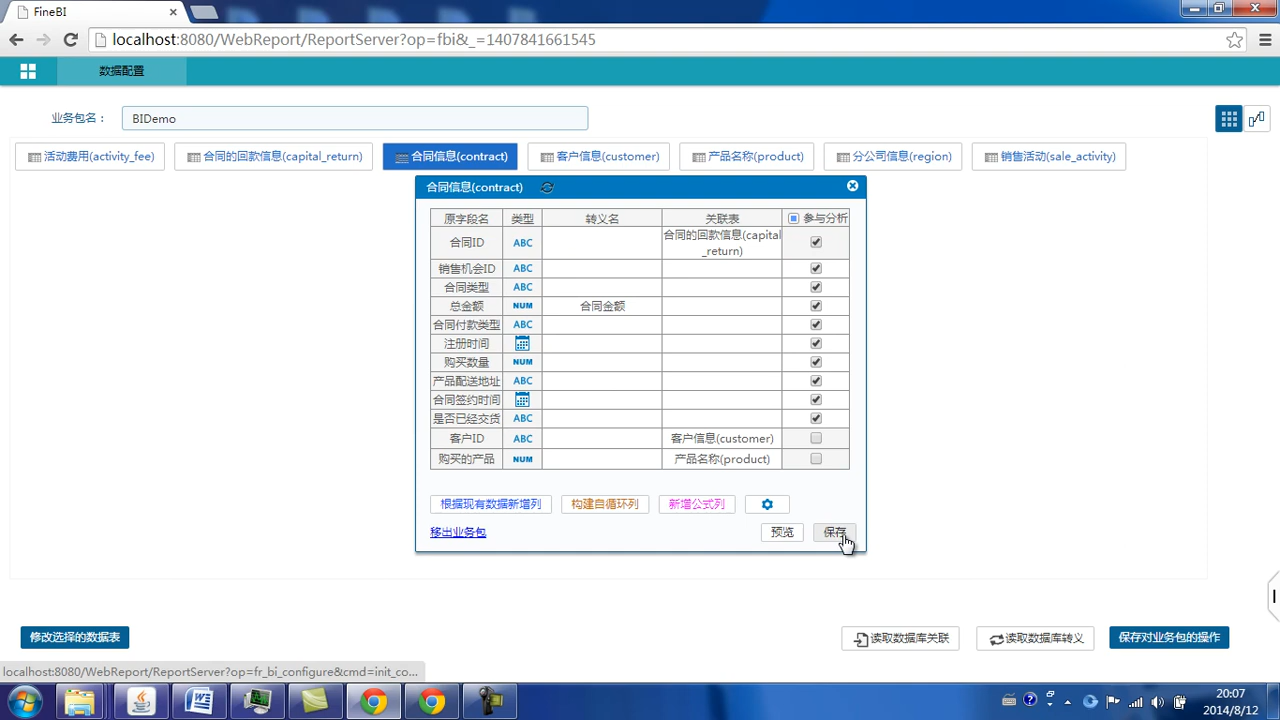 FineBI
localhost:8080/WebReport/ReportServer?op=fbi&_=1407841661545
数据配置
业务包名：
BIDemo
活动费用(activity_fee)
合同的回款信息(capital_return)
合同信息(contract)
客户信息(customer)
产品名称(product)
分公司信息(region)
销售活动(sale_activity)
合同信息(contract)
原字段名 类型 转义名 关联表 参与分析
合同ID ABC 合同的回款信息(capital
_return)
销售机会ID ABC
合同类型 ABC
总金额 NUM 合同金额
合同付款类型 ABC
注册时间
购买数量 NUM
产品配送地址 ABC
合同签约时间
是否已经交货 ABC
客户ID ABC 客户信息(customer)
购买的产品 NUM 产品名称(product)
根据现有数据新增列 构建自循环列 新增公式列
移出业务包 预览 保存
修改选择的数据表 读取数据库关联 读取数据库转义 保存对业务包的操作
localhost:8080/WebReport/ReportServer?op=fr_bi_configure&cmd=init_co...
20:07
2014/8/12